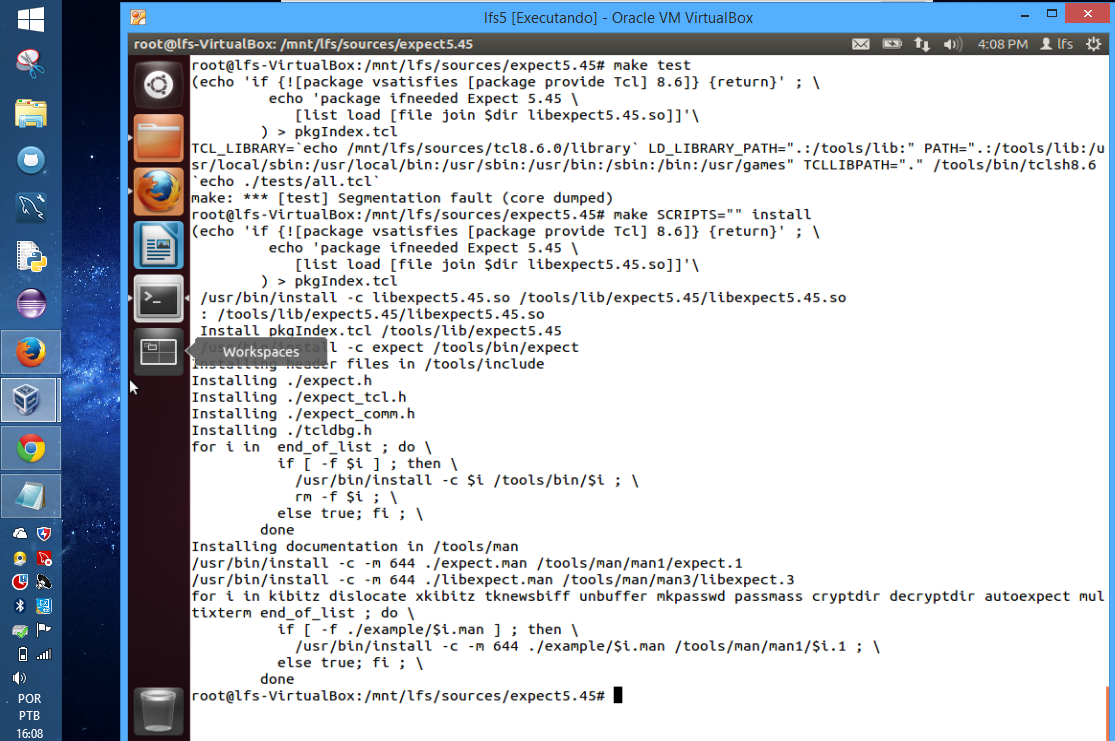 lfs5 [Executando] - Oracle VM VirtualBox
root@lfs-VirtualBox: /mnt/lfs/sources/expect5.45
4:08 PM
lfs
root@lfs-VirtualBox:/mnt/lfs/sources/expect5.45# make test
(echo 'if {![package vsatisfies [package provide Tcl] 8.6]} {return}' ; \
echo 'package ifneeded Expect 5.45 \
[list load [file join $dir libexpect5.45.so]]'\
) > pkgIndex.tcl
TCL_LIBRARY=`echo /mnt/lfs/sources/tcl8.6.0/library` LD_LIBRARY_PATH=".:/tools/lib:" PATH=".:/tools/lib:/u
sr/local/sbin:/usr/local/bin:/usr/sbin:/usr/bin:/sbin:/bin:/usr/games" TCLLIBPATH="." /tools/bin/tclsh8.6
`echo ./tests/all.tcl`
make: *** [test] Segmentation fault (core dumped)
root@lfs-VirtualBox:/mnt/lfs/sources/expect5.45# make SCRIPTS="" install
(echo 'if {![package vsatisfies [package provide Tcl] 8.6]} {return}' ; \
echo 'package ifneeded Expect 5.45 \
[list load [file join $dir libexpect5.45.so]]'\
) > pkgIndex.tcl
/usr/bin/install -c libexpect5.45.so /tools/lib/expect5.45/libexpect5.45.so
: /tools/lib/expect5.45/libexpect5.45.so
Install pkgIndex.tcl /tools/lib/expect5.45
/usr/bin/install -c expect /tools/bin/expect
Workspaces
Installing header files in /tools/include
Installing ./expect.h
Installing ./expect_tcl.h
Installing ./expect_comm.h
Installing ./tcldbg.h
for i in  end_of_list ; do \
if [ -f $i ] ; then \
/usr/bin/install -c $i /tools/bin/$i ; \
rm -f $i ; \
else true; fi ; \
done
Installing documentation in /tools/man
/usr/bin/install -c -m 644 ./expect.man /tools/man/man1/expect.1
/usr/bin/install -c -m 644 ./libexpect.man /tools/man/man3/libexpect.3
for i in kibitz dislocate xkibitz tknewsbiff unbuffer mkpasswd passmass cryptdir decryptdir autoexpect mul
tixterm end_of_list ; do \
if [ -f ./example/$i.man ] ; then \
/usr/bin/install -c -m 644 ./example/$i.man /tools/man/man1/$i.1 ; \
else true; fi ; \
done
root@lfs-VirtualBox:/mnt/lfs/sources/expect5.45#
POR
PTB
16:08